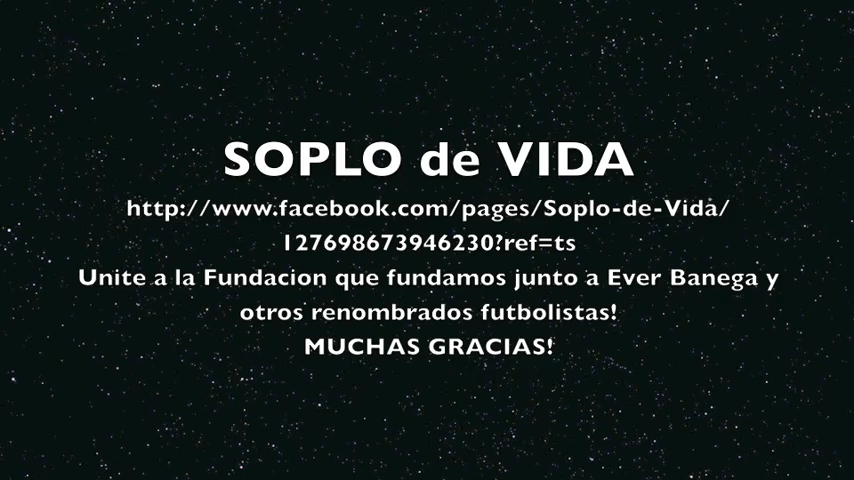 SOPLO de VIDA
http://www.facebook.com/pages/Soplo-de-Vida/
127698673946230?ref=ts
Unite a la Fundacion que fundamos junto a Ever Banega y
otros renombrados futbolistas!
MUCHAS GRACIAS!